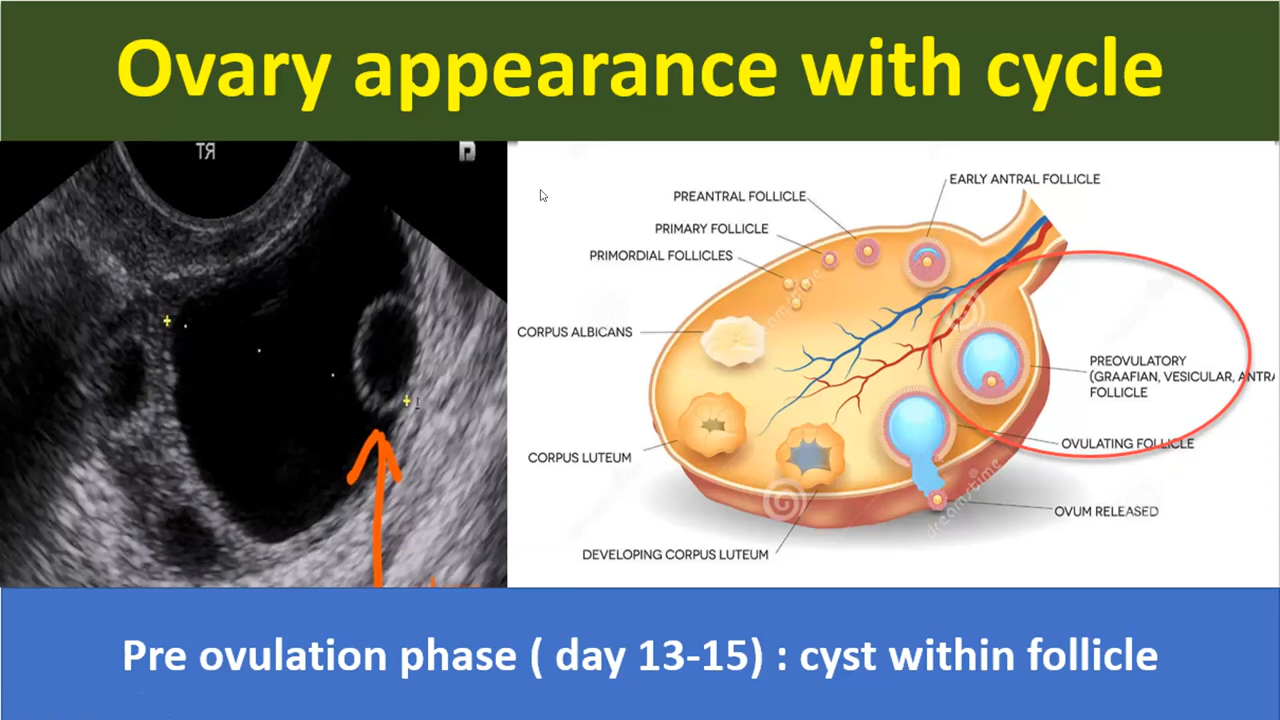 Ovary appearance with cycle
EARLY ANTRAL FOLLICLE
PREANTRAL FOLLICLE
PRIMARY FOLLICLE
PRIMORDIAL FOLLICLES
CORPUS ALBICANS
PREOVULATORY
(GRAAFIAN, VESICULAR, ANTRA
FOLLICLE
OVULATING FOLLICLE
CORPUS LUTEUM
OVUM RELEASED
DEVELOPING CORPUS LUTEUM
dreamstime
Pre ovulation phase ( day 13-15) : cyst within follicle